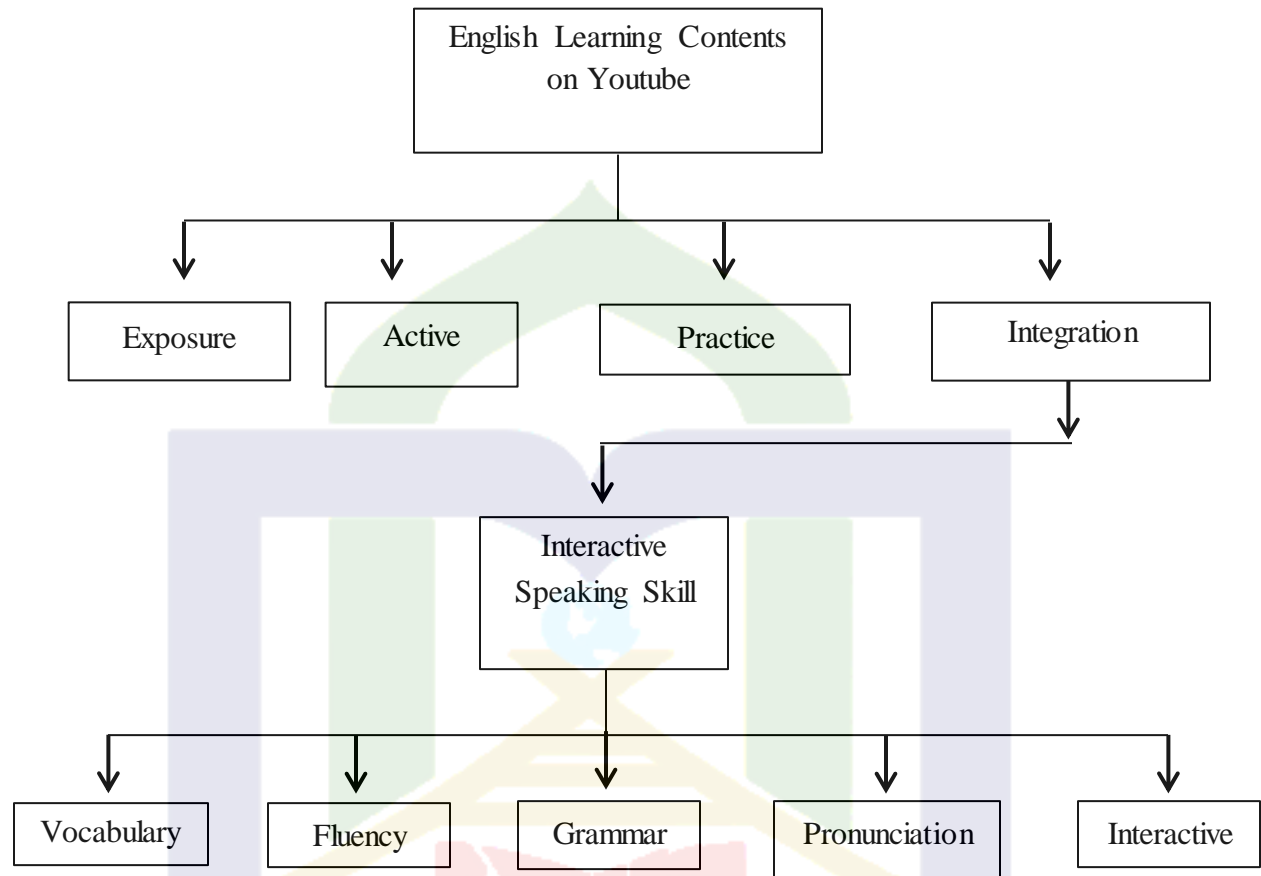 English Learning Contents
on Youtube
Exposure
Active
Practice
Integration
Interactive
Speaking Skill
Vocabulary
Fluency
Grammar
Pronunciation
Interactive